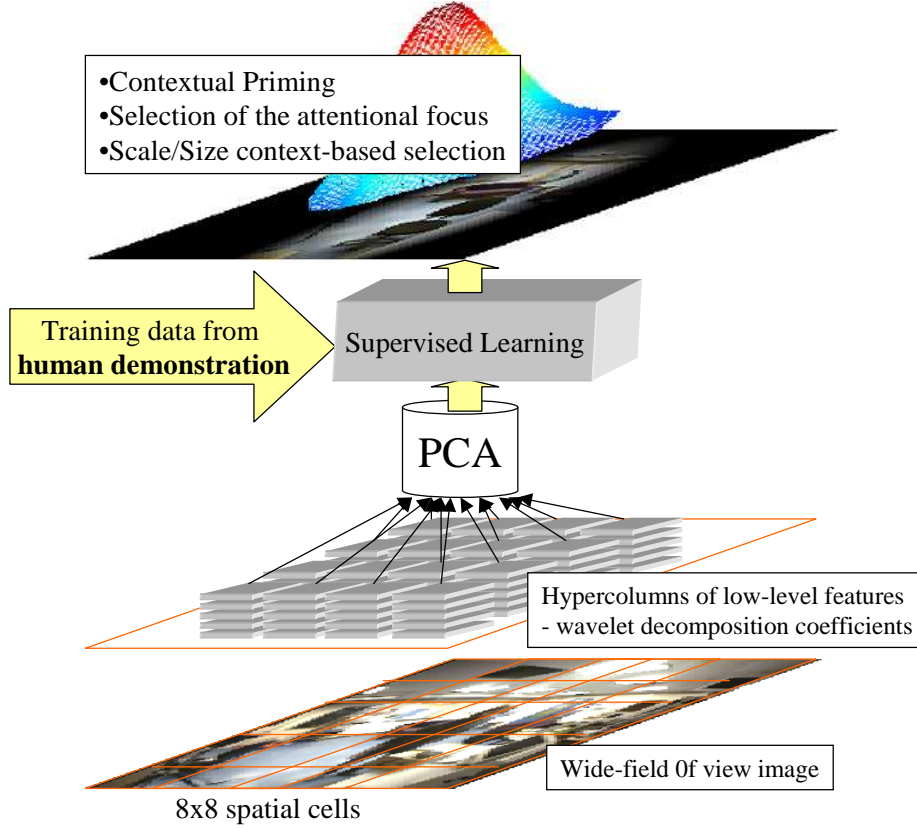 •Contextual Priming
•Selection of the attentional focus
•Scale/Size context-based selection
Training data from
human demonstration
Supervised Learning
PCA
Hypercolumns of low-level features
- wavelet decomposition coefficients
Wide-field 0f view image
8x8 spatial cells